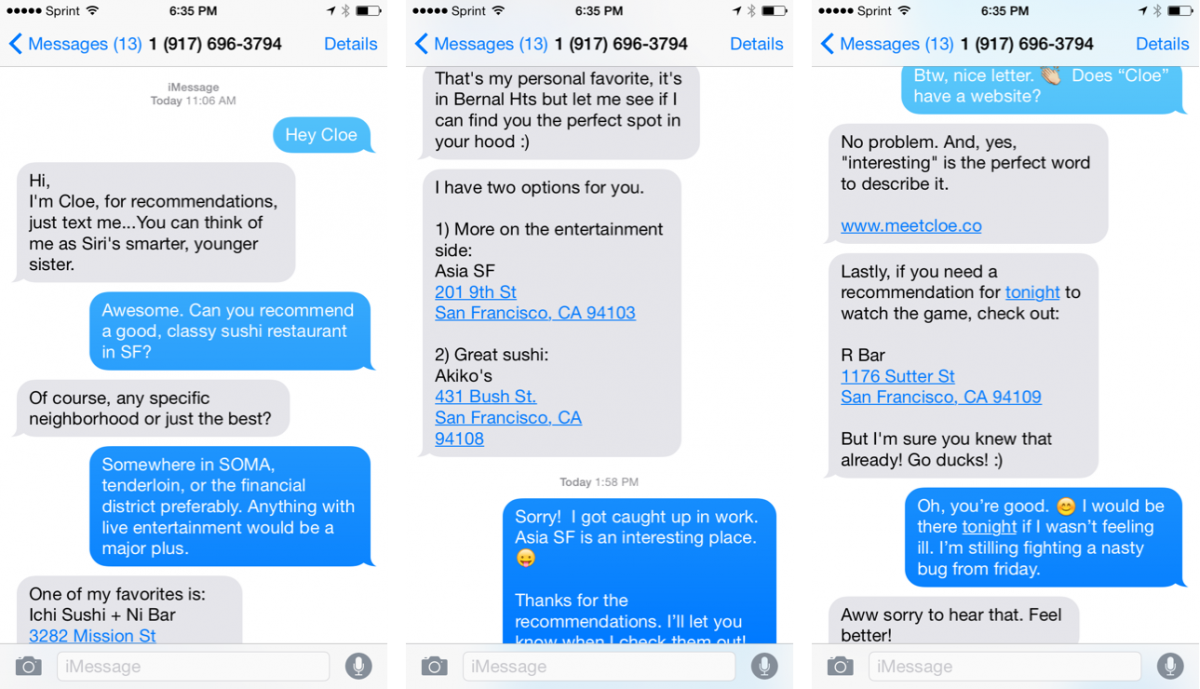 Sprint 6:35 PM
Messages (13) 1 (917) 696-3794 Details
iMessage
Today 11:06 AM
Hey Cloe
Hi,
I'm Cloe, for recommendations,
just text me...You can think of
me as Siri's smarter, younger
sister.
Awesome. Can you recommend
a good, classy sushi restaurant
in SF?
Of course, any specific
neighborhood or just the best?
Somewhere in SOMA,
tenderloin, or the financial
district preferably. Anything with
live entertainment would be a
major plus.
One of my favorites is:
Ichi Sushi + Ni Bar
3282 Mission St
iMessage
Sprint 6:35 PM
Messages (13) 1 (917) 696-3794 Details
That's my personal favorite, it's
in Bernal Hts but let me see if I
can find you the perfect spot in
your hood :)
I have two options for you.
1) More on the entertainment
side:
Asia SF
201 9th St
San Francisco, CA 94103
2) Great sushi:
Akiko's
431 Bush St.
San Francisco, CA
94108
Today 1:58 PM
Sorry! I got caught up in work.
Asia SF is an interesting place.
😛
Thanks for the
recommendations. I'll let you
know when I check them out!
iMessage
Sprint 6:35 PM
Messages (13) 1 (917) 696-3794 Details
Btw, nice letter. 👏 Does “Cloe”
have a website?
No problem. And, yes,
"interesting" is the perfect word
to describe it.
www.meetcloe.co
Lastly, if you need a
recommendation for tonight to
watch the game, check out:
R Bar
1176 Sutter St
San Francisco, CA 94109
But I'm sure you knew that
already! Go ducks! :)
Oh, you're good. 😊 I would be
there tonight if I wasn't feeling
ill. I'm stilling fighting a nasty
bug from friday.
Aww sorry to hear that. Feel
better!
iMessage